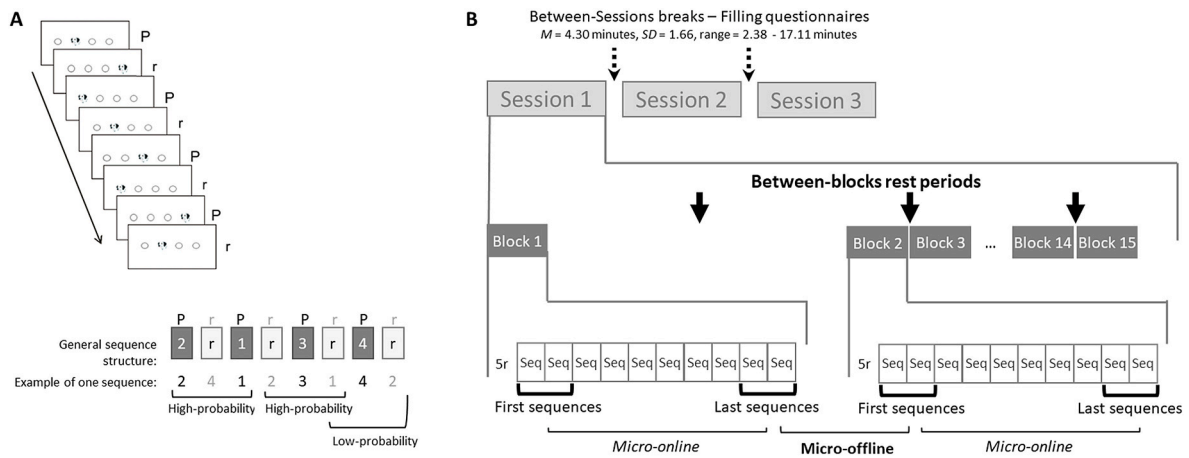 A
P
r
P
r
P
r
P
r
P r P r P r P r
General sequence
structure:
2 r 1 r 3 r 4 r
Example of one sequence: 2 4 1 2 3 1 4 2
High-probability High-probability
Low-probability
B
Between-Sessions breaks – Filling questionnaires
M = 4.30 minutes, SD = 1.66, range = 2.38 - 17.11 minutes
Session 1 Session 2 Session 3
Between-blocks rest periods
Block 1 Block 2 Block 3 ... Block 14 Block 15
5r Seq Seq Seq Seq Seq Seq Seq Seq Seq Seq
First sequences Last sequences
5r Seq Seq Seq Seq Seq Seq Seq Seq Seq Seq
First sequences Last sequences
Micro-online Micro-offline Micro-online